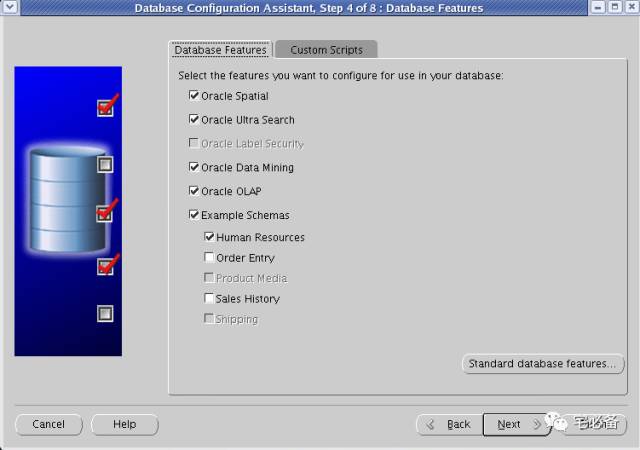 Database Configuration Assistant, Step 4 of 8 : Database Features
Database Features
Custom Scripts
Select the features you want to configure for use in your database:
Oracle Spatial
Oracle Ultra Search
Oracle Label Security
Oracle Data Mining
Oracle OLAP
Example Schemas
Human Resources
Order Entry
Product Media
Sales History
Shipping
Standard database features...
Cancel
Help
Back
Next
宅必备